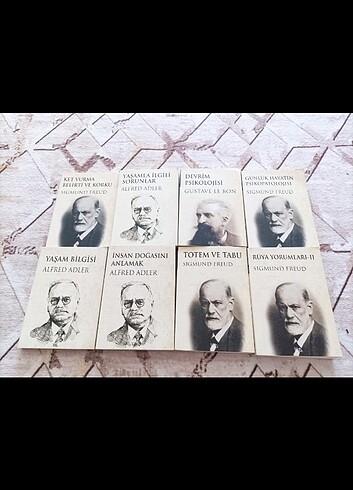 KET VURMA
BELİRTİ VE KORKU
SIGMUND FREUD
YAŞAMLA İLGİLİ
SORUNLAR
ALFRED ADLER
DEVRİM
PSİKOLOJİSİ
GUSTAVE LE BON
GÜNLÜK HAYATIN
PSİKOPATOLOJİSİ
SIGMUND FREUD
YAŞAM BİLGİSİ
ALFRED ADLER
İNSAN DOĞASINI
ANLAMAK
ALFRED ADLER
TOTEM VE TABU
SIGMUND FREUD
RÜYA YORUMLARI-II
SIGMUND FREUD